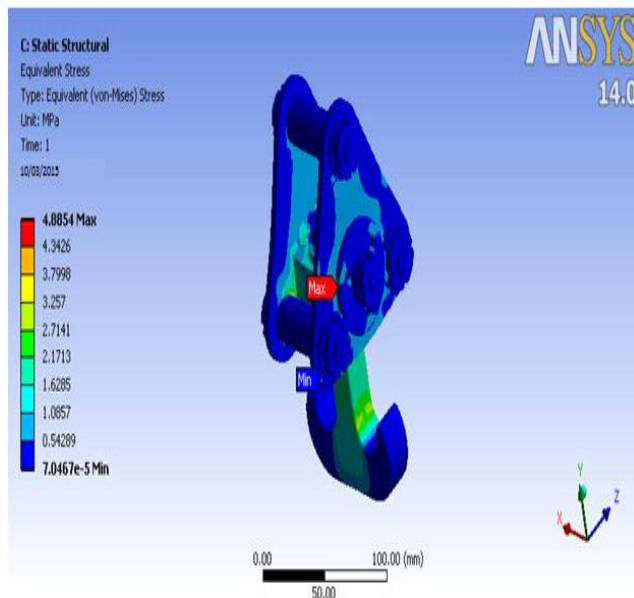 C: Static Structural
Equivalent Stress
Type: Equivalent (von-Mises) Stress
Unit: MPa
Time: 1
10/03/2015
ANSYS
14.0
4.8854 Max
4.3426
3.7998
3.257
2.7141
2.1713
1.6285
1.0857
0.54289
7.0467e-5 Min
Max
Min
Y
Z
X
0.00
100.00 (mm)
50.00